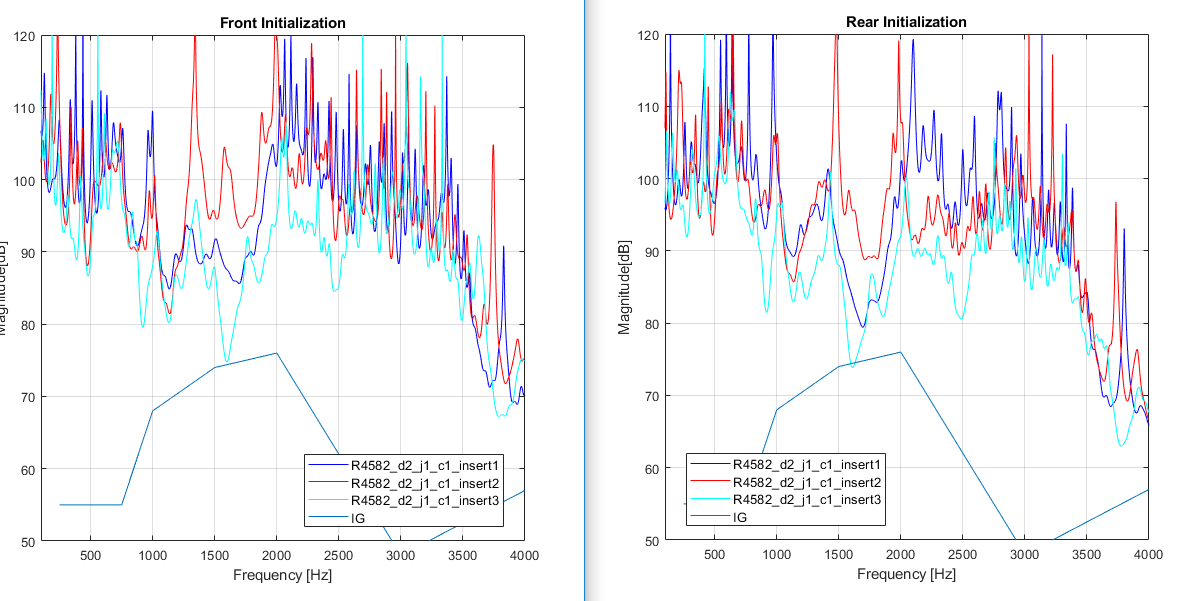 Front Initialization
120
110
100
90
80
70
60
50
Magnitude[dB]
500 1000 1500 2000 2500 3000 3500 4000
Frequency [Hz]
R4582_d2_j1_c1_insert1
R4582_d2_j1_c1_insert2
R4582_d2_j1_c1_insert3
IG
Rear Initialization
120
110
100
90
80
70
60
50
Magnitude[dB]
500 1000 1500 2000 2500 3000 3500 4000
Frequency [Hz]
R4582_d2_j1_c1_insert1
R4582_d2_j1_c1_insert2
R4582_d2_j1_c1_insert3
IG